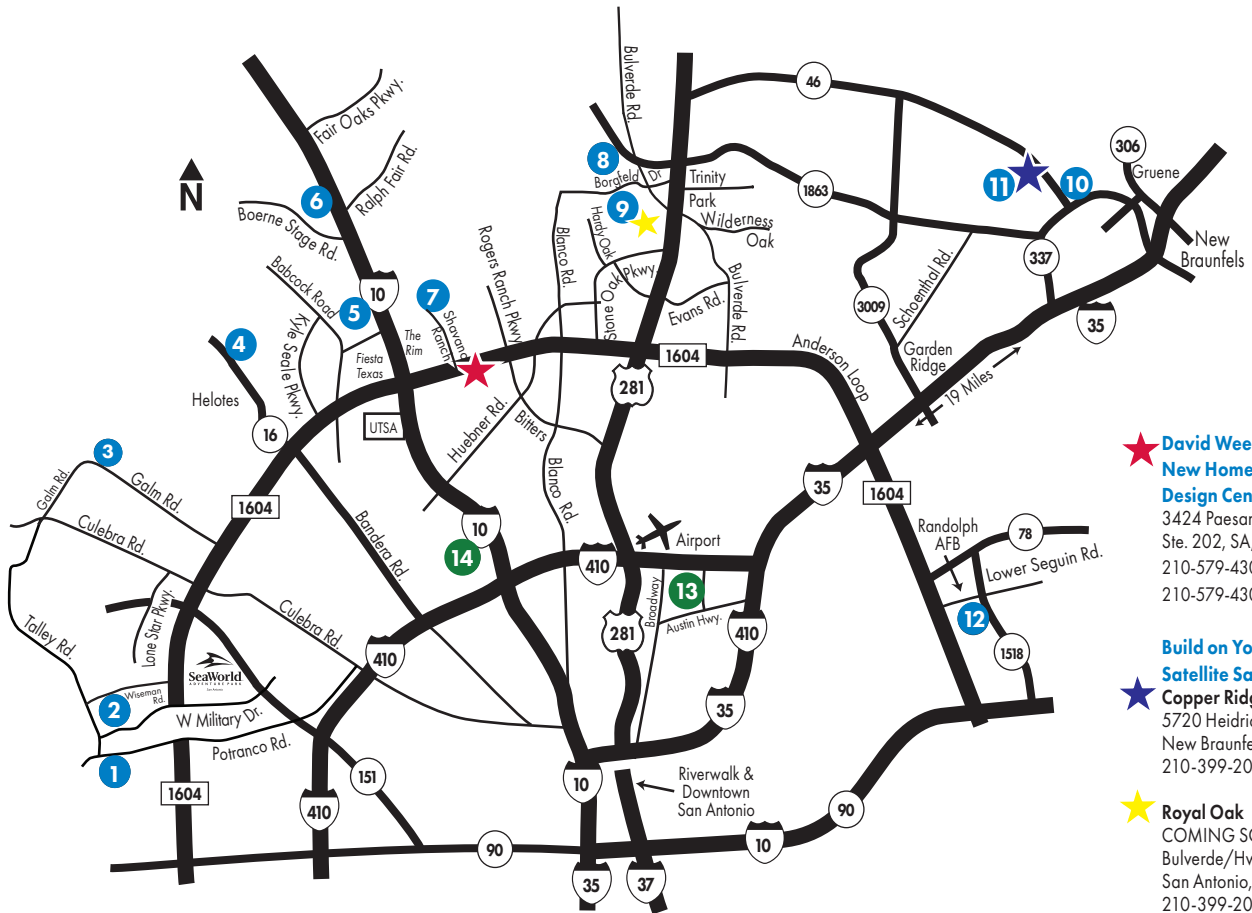 Bulverde Rd.
46
Fair Oaks Pkwy.
306
Gruene
N
Ralph Fair Rd.
8
Borgfeld Dr
Trinity
Park
1863
11
10
6
Boerne Stage Rd.
9
Hardy Oak
Wilderness
Oak
New
Braunfels
337
Rogers Ranch Pkwy.
Blanco Rd.
Babcock Road
10
7
Shavano
Ranch
Stone Oak Pkwy.
Evans Rd.
Bulverde Rd.
3009
Schoenthal Rd.
35
5
Kyle Seale Pkwy.
4
The
Rim
Fiesta
Texas
1604
Anderson Loop
Garden
Ridge
19 Miles
281
Helotes
16
UTSA
Huebner Rd.
Bitters
3
Galm Rd.
Galm Rd.
1604
Blanco Rd.
35
1604
Culebra Rd.
Bandera Rd.
10
14
410
Airport
Randolph
AFB
78
Lower Seguin Rd.
13
Broadway
Austin Hwy.
12
Talley Rd.
Lone Star Pkwy.
Culebra Rd.
410
281
410
1518
SeaWorld
ADVENTURE PARK
San Antonio
Wiseman
Rd.
2
W Military Dr.
35
Potranco Rd.
1
1604
410
151
10
Riverwalk &
Downtown
San Antonio
90
90
10
35
37
David Wee
New Home
Design Cen
3424 Paesan
Ste. 202, SA,
210-579-430
210-579-430
Build on Yo
Satellite Sa
Copper Ridg
5720 Heidric
New Braunfe
210-399-20
Royal Oak
COMING SO
Bulverde/Hw
San Antonio,
210-399-20